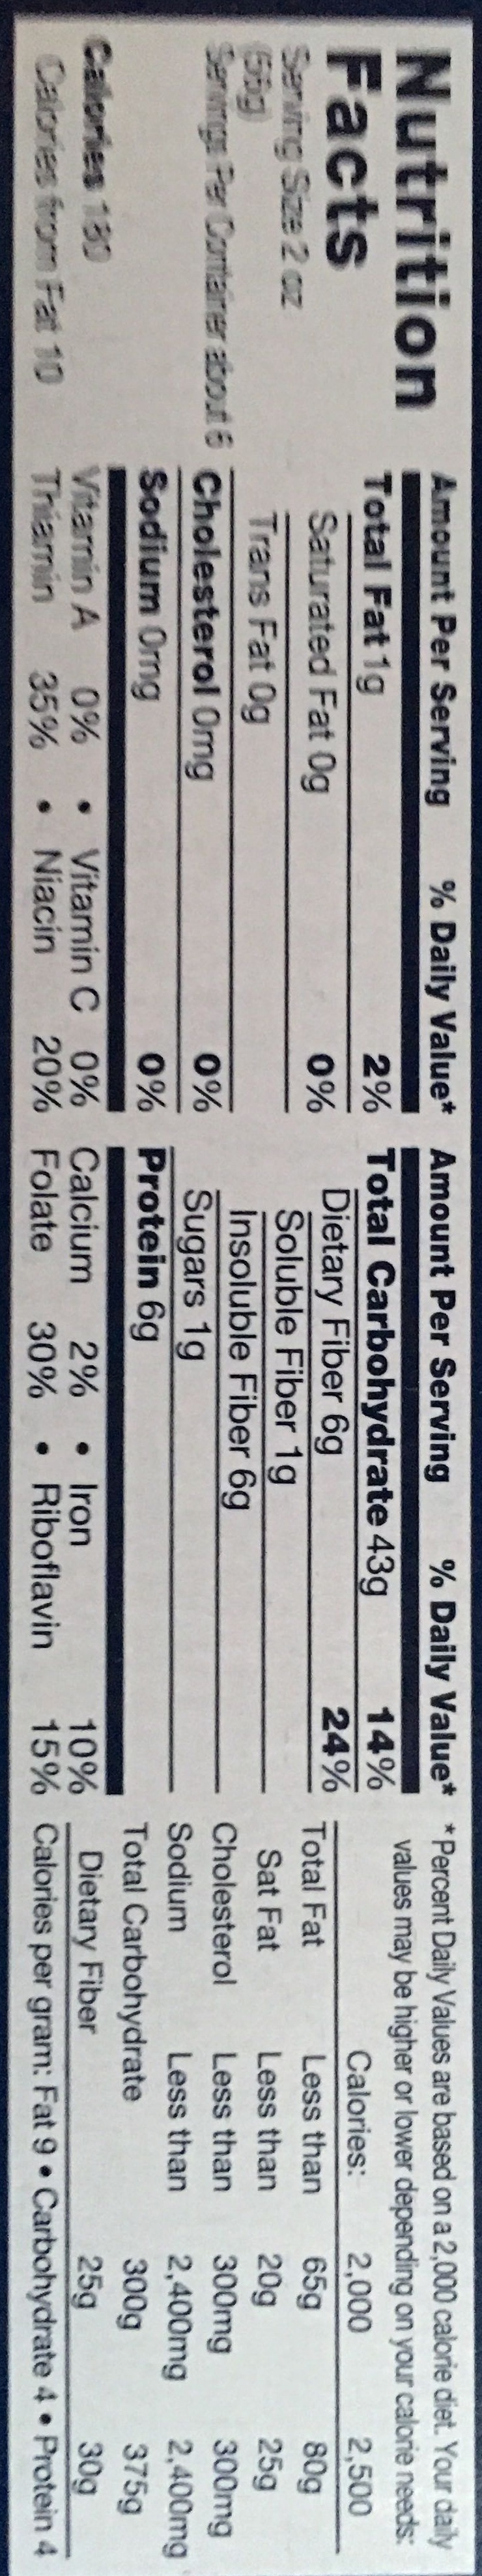 Nutrition
Facts
Serving Size 2 oz
(56g)
Servings Per Container about 6
Calories 180
Calories from Fat 10
Amount Per Serving % Daily Value*
Total Fat 1g 2%
Saturated Fat 0g 0%
Trans Fat 0g
Cholesterol 0mg 0%
Sodium 0mg 0%
Vitamin A 0% • Vitamin C 0%
Thiamin 35% • Niacin 20%
Amount Per Serving % Daily Value*
Total Carbohydrate 43g 14%
Dietary Fiber 6g 24%
Soluble Fiber 1g
Insoluble Fiber 6g
Sugars 1g
Protein 6g
Calcium 2% • Iron 10%
Folate 30% • Riboflavin 15%
*Percent Daily Values are based on a 2,000 calorie diet. Your daily
values may be higher or lower depending on your calorie needs:
Calories: 2,000 2,500
Total Fat Less than 65g 80g
Sat Fat Less than 20g 25g
Cholesterol Less than 300mg 300mg
Sodium Less than 2,400mg 2,400mg
Total Carbohydrate 300g 375g
Dietary Fiber 25g 30g
Calories per gram: Fat 9 • Carbohydrate 4 • Protein 4